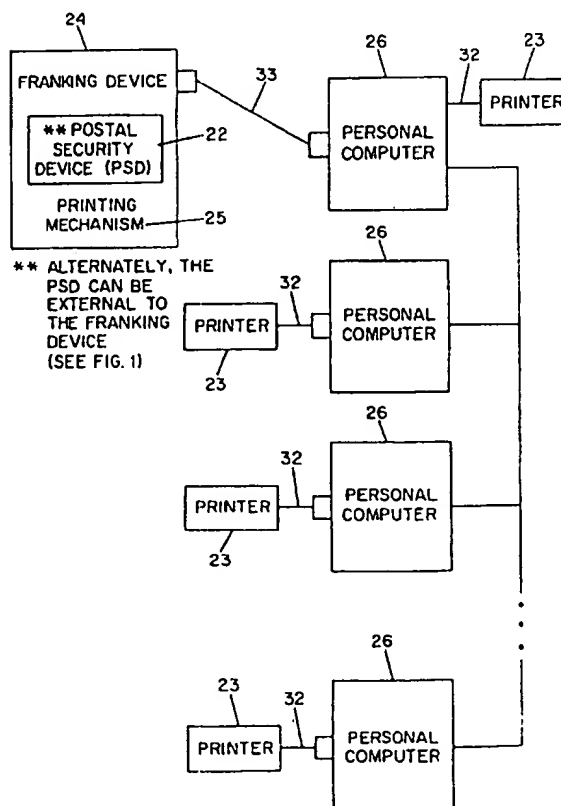 24
FRANKING DEVICE
** POSTAL
SECURITY
DEVICE (PSD)
22
PRINTING
MECHANISM
25
** ALTERNATELY, THE
PSD CAN BE
EXTERNAL TO
THE FRANKING
DEVICE
(SEE FIG. 1)
33
26
PERSONAL
COMPUTER
32
23
PRINTER
26
PERSONAL
COMPUTER
32
PRINTER
23
26
PERSONAL
COMPUTER
32
PRINTER
23
26
PERSONAL
COMPUTER
23
32
PRINTER